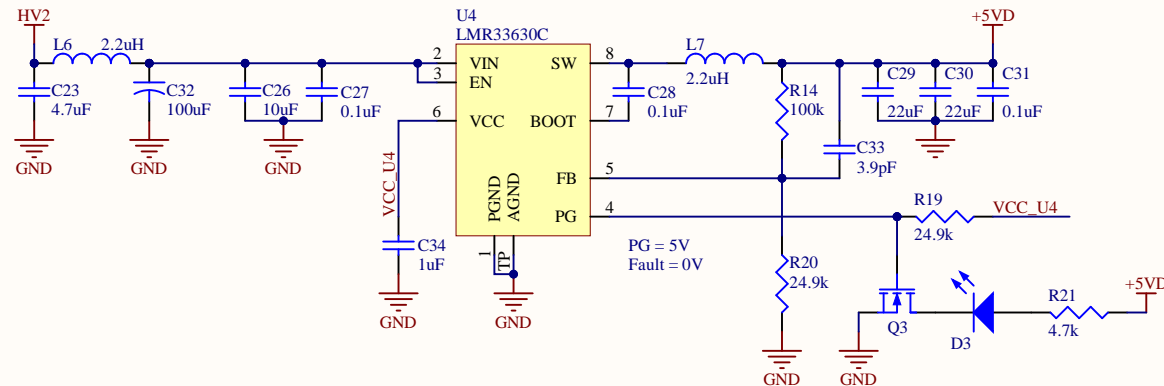 HV2
L6 2.2uH
C23
4.7uF
GND
C32
100uF
GND
C26
10uF
C27
0.1uF
GND
U4
LMR33630C
2 VIN
3 EN
6 VCC
SW 8
BOOT 7
FB 5
PG 4
PGND
AGND
1
TP
GND
VCC_U4
C34
1uF
GND
C28
0.1uF
L7
2.2uH
R14
100k
C33
3.9pF
+5VD
C29
22uF
C30
22uF
C31
0.1uF
GND
PG = 5V
Fault = 0V
R20
24.9k
GND
R19
24.9k
VCC_U4
Q3
GND
D3
R21
4.7k
+5VD